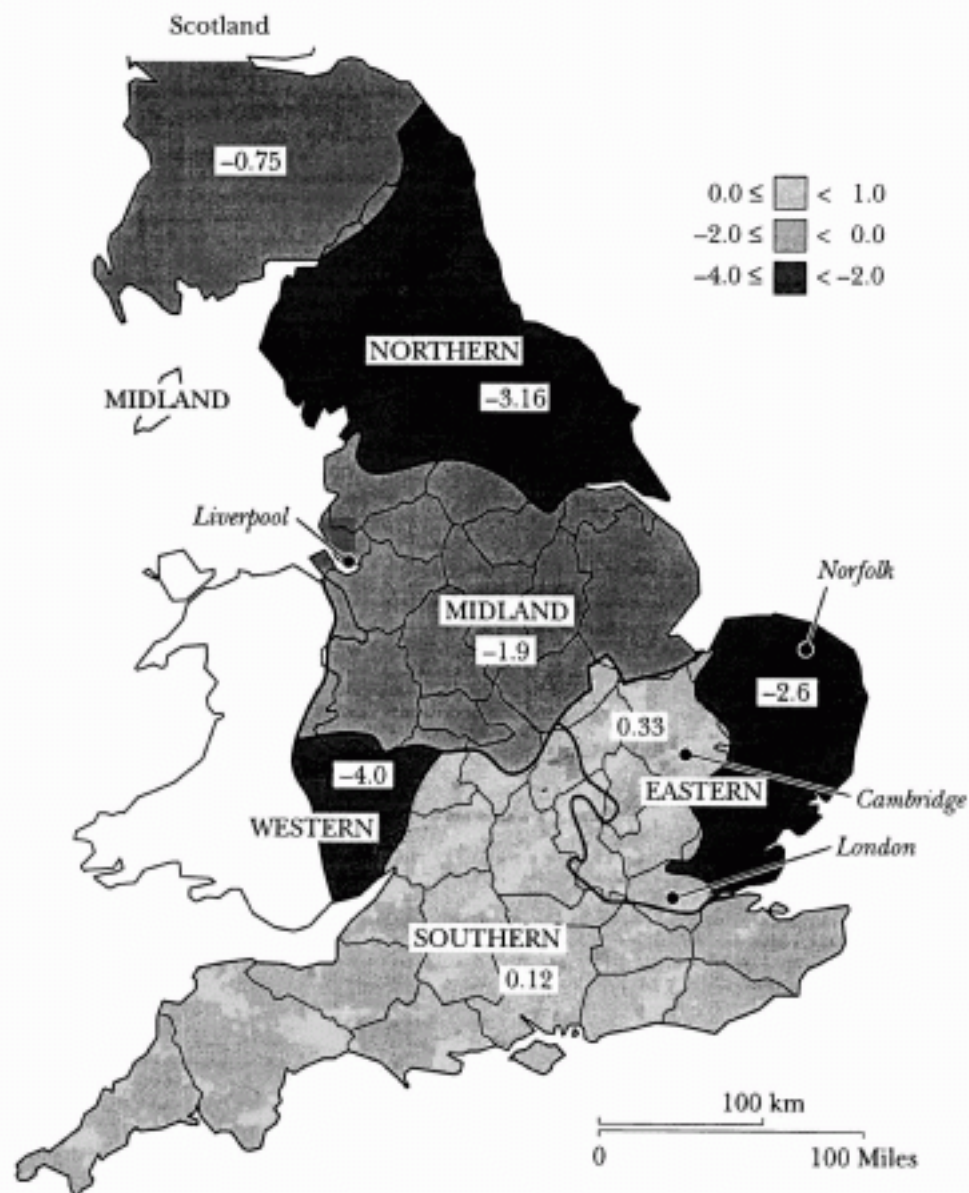 Scotland
−0.75
0.0 ≤ < 1.0
−2.0 ≤ < 0.0
−4.0 ≤ < −2.0
NORTHERN
−3.16
MIDLAND
Liverpool
Norfolk
MIDLAND
−1.9
−2.6
0.33
−4.0
EASTERN
Cambridge
WESTERN
London
SOUTHERN
0.12
100 km
0 100 Miles